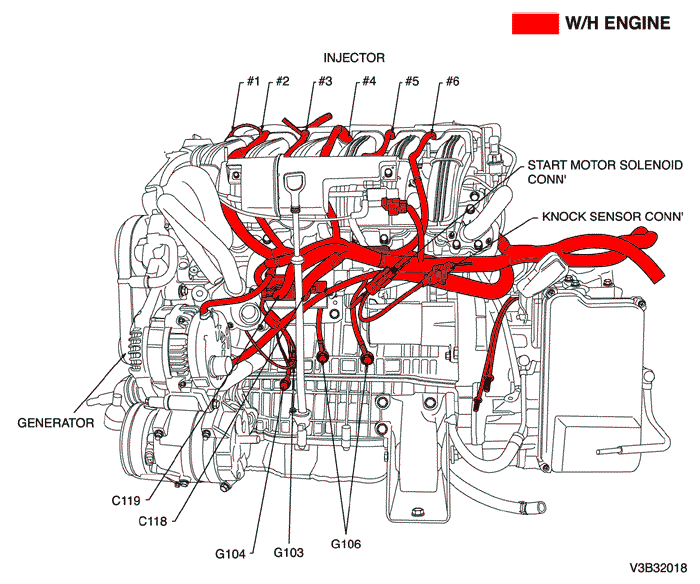 W/H ENGINE
INJECTOR
#1 #2 #3 #4 #5 #6
START MOTOR SOLENOID
CONN'
KNOCK SENSOR CONN'
GENERATOR
C119
C118
G104
G103
G106
V3B32018